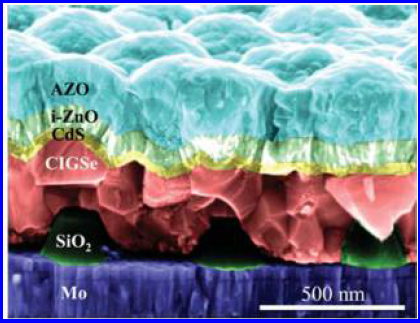 AZO
i-ZnO
CdS
CIGSe
SiO₂
Mo
500 nm